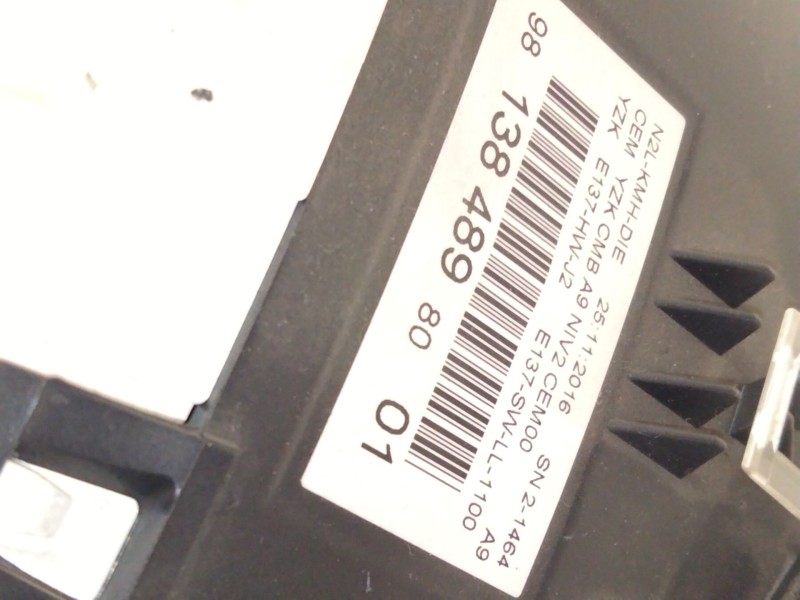 N2L-KMH-DIE 25:11:2016 SN 2-1464
CEM YZK CMB A9 NIV2 CEM00 A9
YZK E137-HW-J2 E137-SW-LL-1100
98 138 489 80 01